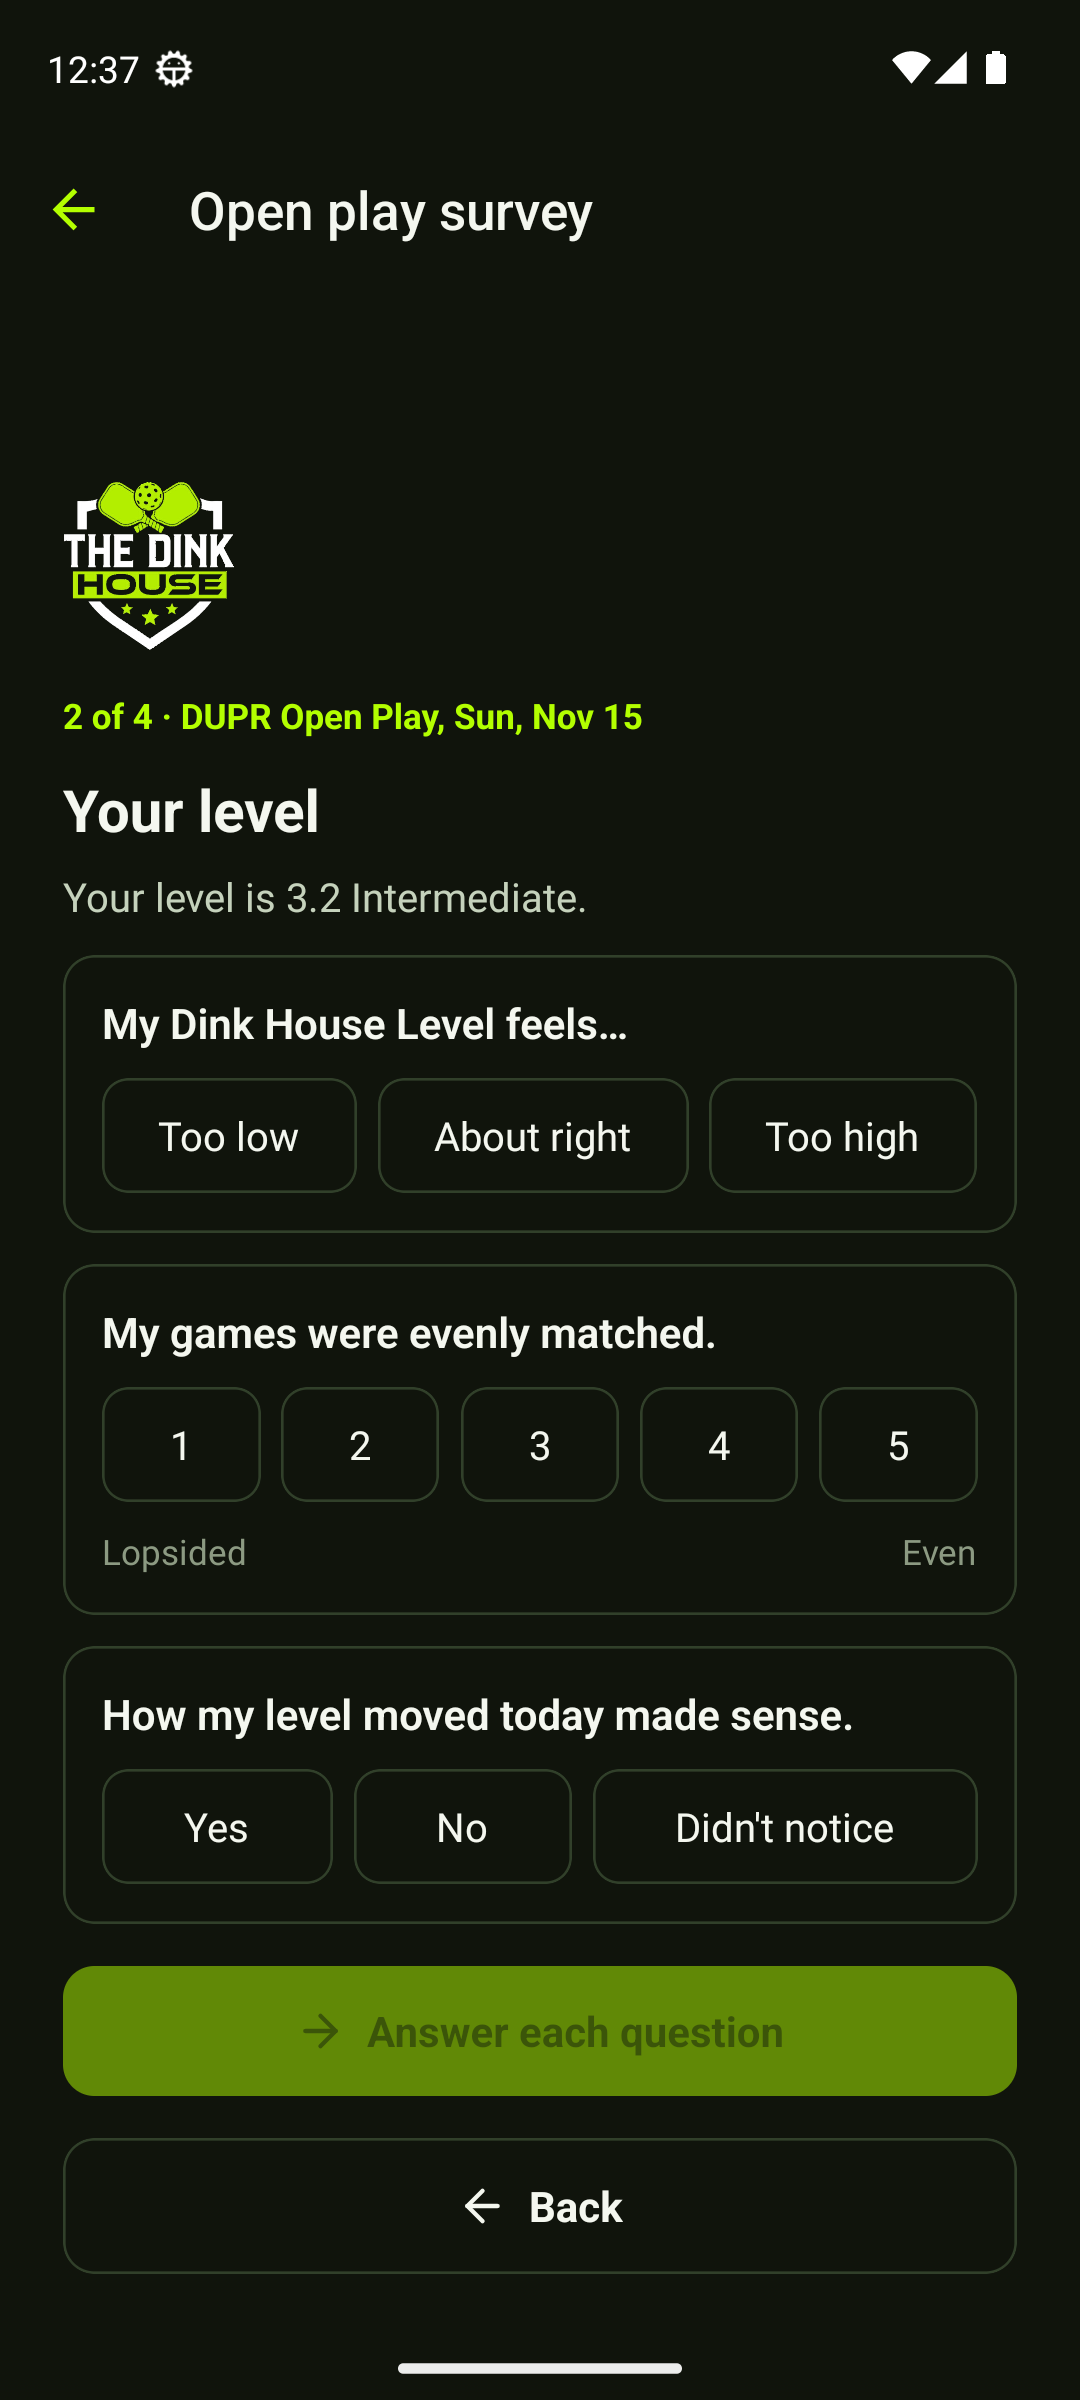 12:37
Open play survey
THE DINK
HOUSE
2 of 4 · DUPR Open Play, Sun, Nov 15
Your level
Your level is 3.2 Intermediate.
My Dink House Level feels…
Too low About right Too high
My games were evenly matched.
1 2 3 4 5
Lopsided Even
How my level moved today made sense.
Yes No Didn't notice
Answer each question
Back